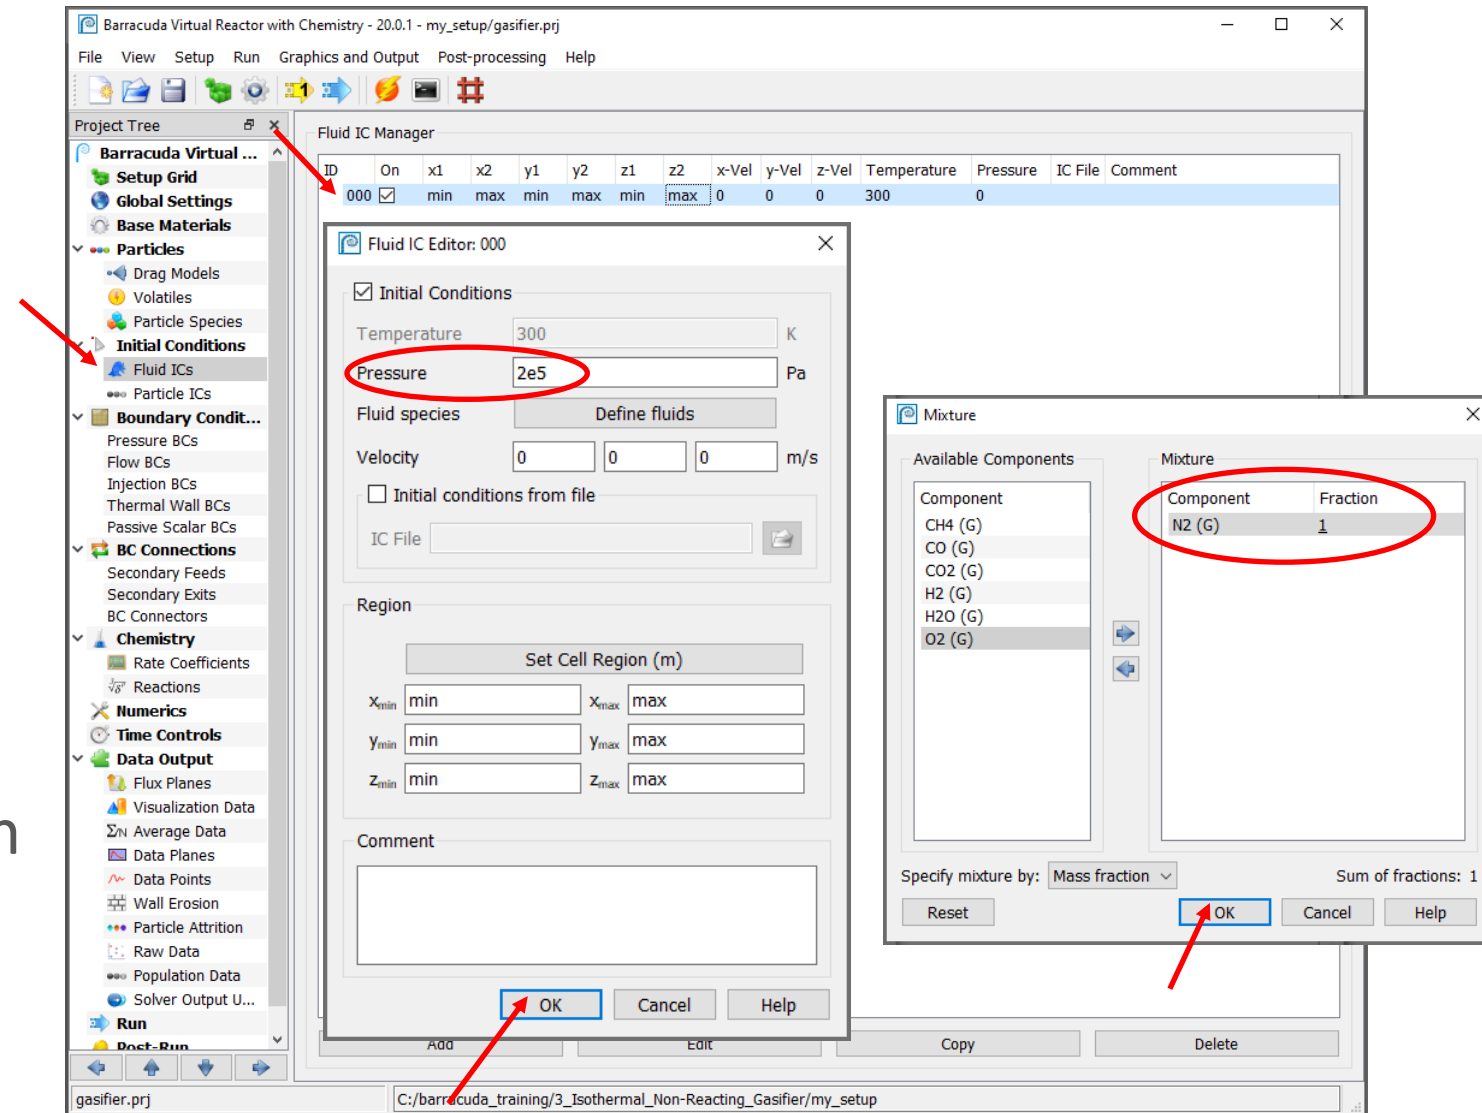 Barracuda Virtual Reactor with Chemistry - 20.0.1 - my_setup/gasifier.prj
File View Setup Run Graphics and Output Post-processing Help
Project Tree
Barracuda Virtual ...
Setup Grid
Global Settings
Base Materials
Particles
Drag Models
Volatiles
Particle Species
Initial Conditions
Fluid ICs
Particle ICs
Boundary Condit...
Pressure BCs
Flow BCs
Injection BCs
Thermal Wall BCs
Passive Scalar BCs
BC Connections
Secondary Feeds
Secondary Exits
BC Connectors
Chemistry
Rate Coefficients
Reactions
Numerics
Time Controls
Data Output
Flux Planes
Visualization Data
Average Data
Data Planes
Data Points
Wall Erosion
Particle Attrition
Raw Data
Population Data
Solver Output U...
Run
Post-Run
Fluid IC Manager
ID On x1 x2 y1 y2 z1 z2 x-Vel y-Vel z-Vel Temperature Pressure IC File Comment
000 min max min max min max 0 0 0 300 0
Fluid IC Editor: 000
Initial Conditions
Temperature 300 K
Pressure 2e5 Pa
Fluid species Define fluids
Velocity 0 0 0 m/s
Initial conditions from file
IC File
Region
Set Cell Region (m)
xmin min xmax max
ymin min ymax max
zmin min zmax max
Comment
OK Cancel Help
Mixture
Available Components
Component
CH4 (G)
CO (G)
CO2 (G)
H2 (G)
H2O (G)
O2 (G)
Mixture
Component Fraction
N2 (G) 1
Specify mixture by: Mass fraction Sum of fractions: 1
Reset OK Cancel Help
Add Edit Copy Delete
gasifier.prj C:/barracuda_training/3_Isothermal_Non-Reacting_Gasifier/my_setup